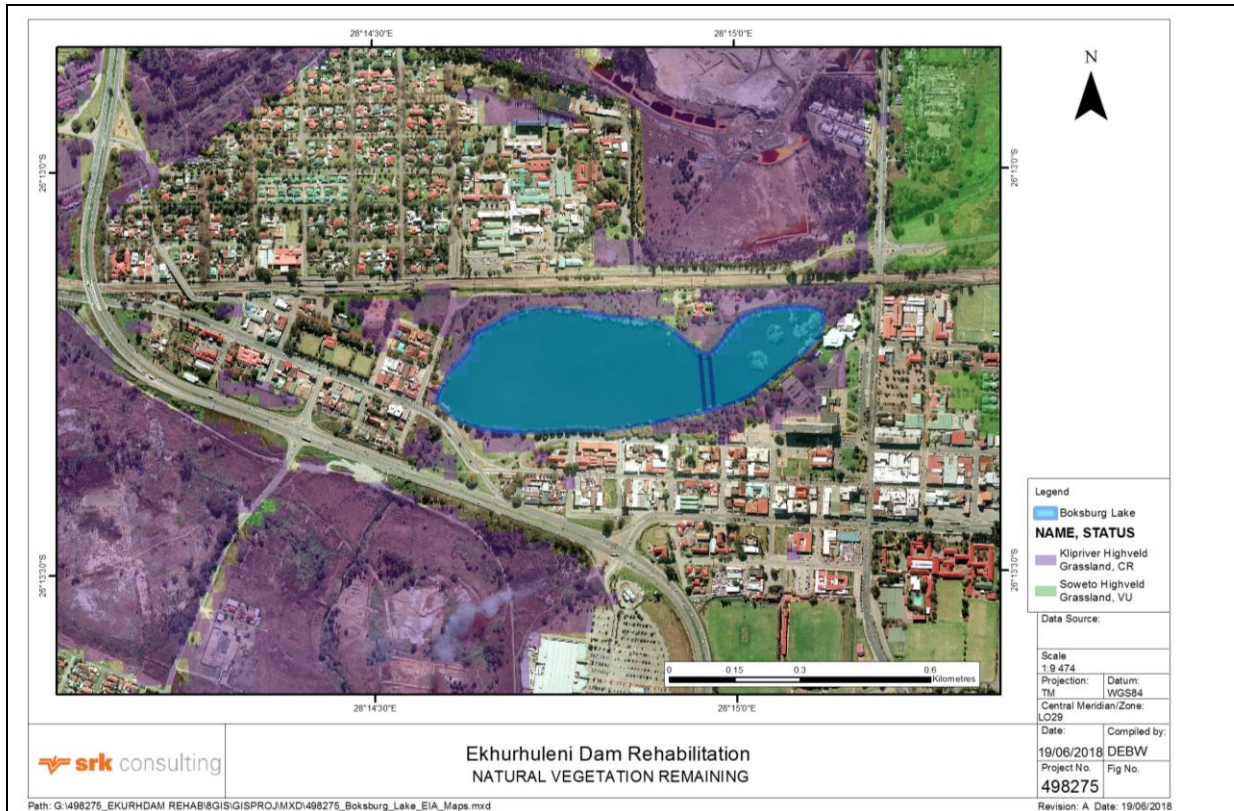 28°14'30"E
28°15'0"E
N
26°13'0"S
26°13'0"S
26°13'30"S
26°13'30"S
Legend
Boksburg Lake
NAME, STATUS
Klipriver Highveld
Grassland, CR
Soweto Highveld
Grassland, VU
0 0.15 0.3 0.6
Kilometres
28°14'30"E
28°15'0"E
Data Source:
Scale
1:9 474
Projection: Datum:
TM WGS84
Central Meridian/Zone:
LO29
Date: Compiled by:
19/06/2018 DEBW
Project No. Fig No.
498275
srk consulting
Ekhurhuleni Dam Rehabilitation
NATURAL VEGETATION REMAINING
Path: G:\498275_EKURHDAM REHAB\8GIS\GISPROJ\MXD\498275_Boksburg_Lake_EIA_Maps.mxd
Revision: A Date: 19/06/2018